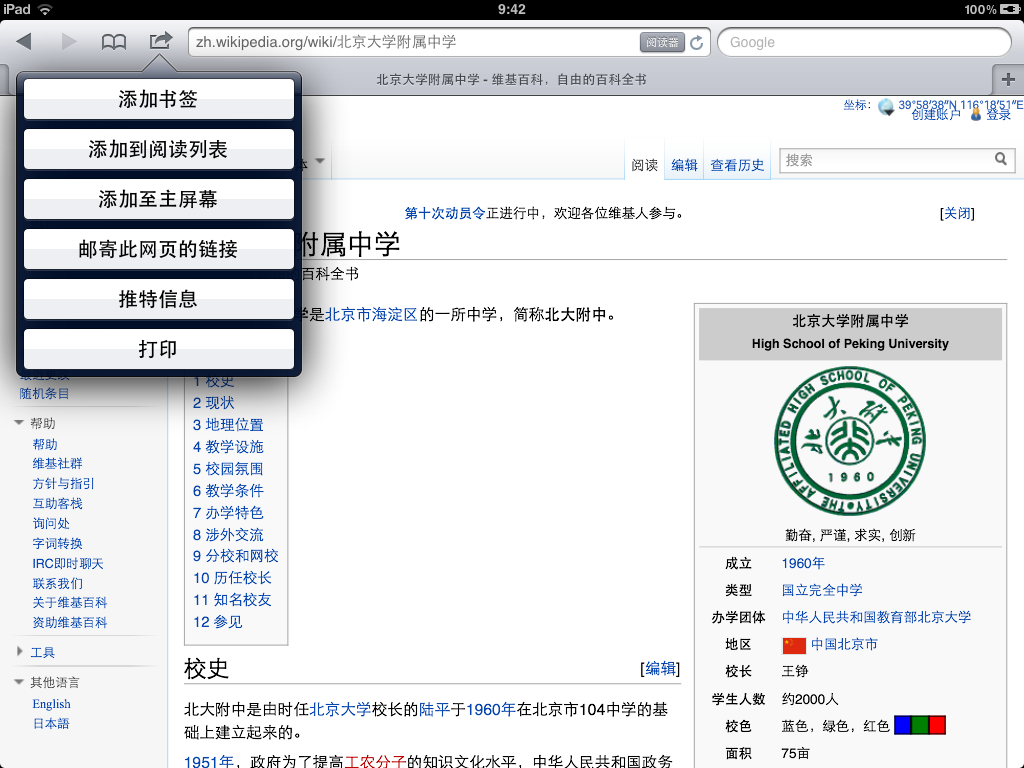 iPad 9:42 100%
zh.wikipedia.org/wiki/北京大学附属中学 阅读器 Google
北京大学附属中学 - 维基百科，自由的百科全书
添加书签
添加到阅读列表
添加至主屏幕
邮寄此网页的链接
推特信息
打印
坐标： 39°58′38″N 116°18′51″E
创建账户 登录
本 阅读 编辑 查看历史 搜索
第十次动员令正进行中，欢迎各位维基人参与。 [关闭]
附属中学
百科全书
学是北京市海淀区的一所中学，简称北大附中。
随机条目
帮助
帮助
维基社群
方针与指引
互助客栈
询问处
字词转换
IRC即时聊天
联系我们
关于维基百科
资助维基百科
工具
其他语言
English
日本語
1 校史
2 现状
3 地理位置
4 教学设施
5 校园氛围
6 教学条件
7 办学特色
8 涉外交流
9 分校和网校
10 历任校长
11 知名校友
12 参见
校史 [编辑]
北大附中是由时任北京大学校长的陆平于1960年在北京市104中学的基
础上建立起来的。
1951年，政府为了提高工农分子的知识文化水平，中华人民共和国政务
北京大学附属中学
High School of Peking University
THE AFFILIATED HIGH SCHOOL OF PEKING UNIVERSITY
北大附中
1960
勤奋, 严谨, 求实, 创新
成立 1960年
类型 国立完全中学
办学团体 中华人民共和国教育部北京大学
地区 中国北京市
校长 王铮
学生人数 约2000人
校色 蓝色，绿色，红色
面积 75亩